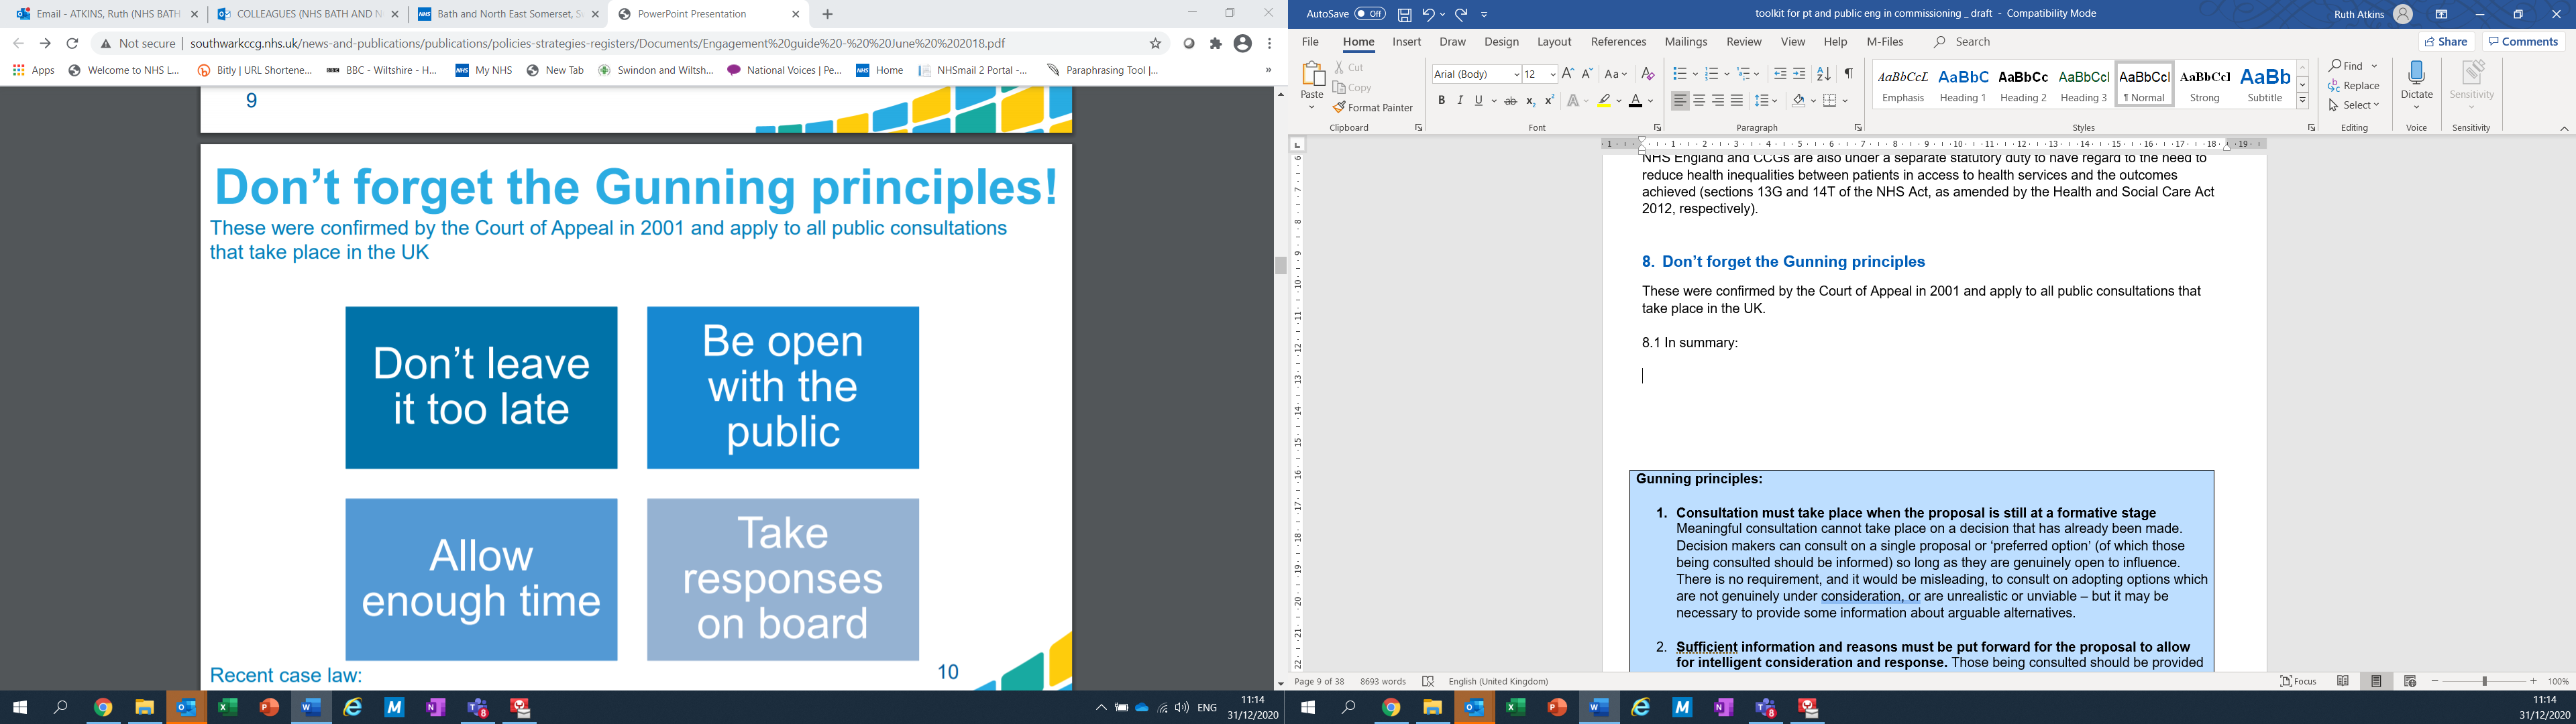 Email - ATKINS, Ruth (NHS BATH
COLLEAGUES (NHS BATH AND N
Bath and North East Somerset, S
PowerPoint Presentation
Not secure | southwarkccg.nhs.uk/news-and-publications/publications/policies-strategies-registers/Documents/Engagement%20guide%20-%20%20June%20%202018.pdf
Apps
Welcome to NHS L...
Bitly | URL Shortene...
BBC - Wiltshire - H...
My NHS
New Tab
Swindon and Wiltsh...
National Voices | Pe...
Home
NHSmail 2 Portal -...
Paraphrasing Tool |...
9
Don’t forget the Gunning principles!
These were confirmed by the Court of Appeal in 2001 and apply to all public consultations
that take place in the UK
Don’t leave
it too late
Be open
with the
public
Allow
enough time
Take
responses
on board
Recent case law:
10
ENG
11:14
31/12/2020
AutoSave Off
toolkit for pt and public eng in commissioning _ draft - Compatibility Mode
Ruth Atkins
File Home Insert Draw Design Layout References Mailings Review View Help M-Files Search
Share Comments
Paste
Cut
Copy
Format Painter
Clipboard
Arial (Body) 12
Font
Paragraph
AaBbCcL AaBbC AaBbCc AaBbCcI AaBbCcI AaBbCcI AaBb
Emphasis Heading 1 Heading 2 Heading 3 ¶ Normal Strong Subtitle
Styles
Find
Replace
Select
Editing
Dictate
Voice
Sensitivity
Sensitivity
NHS England and CCGs are also under a separate statutory duty to have regard to the need to
reduce health inequalities between patients in access to health services and the outcomes
achieved (sections 13G and 14T of the NHS Act, as amended by the Health and Social Care Act
2012, respectively).
8. Don’t forget the Gunning principles
These were confirmed by the Court of Appeal in 2001 and apply to all public consultations that
take place in the UK.
8.1 In summary:
Gunning principles:
1. Consultation must take place when the proposal is still at a formative stage
Meaningful consultation cannot take place on a decision that has already been made.
Decision makers can consult on a single proposal or ‘preferred option’ (of which those
being consulted should be informed) so long as they are genuinely open to influence.
There is no requirement, and it would be misleading, to consult on adopting options which
are not genuinely under consideration, or are unrealistic or unviable – but it may be
necessary to provide some information about arguable alternatives.
2. Sufficient information and reasons must be put forward for the proposal to allow
for intelligent consideration and response. Those being consulted should be provided
Page 9 of 38 8693 words English (United Kingdom)
Focus
100%
11:14
31/12/2020